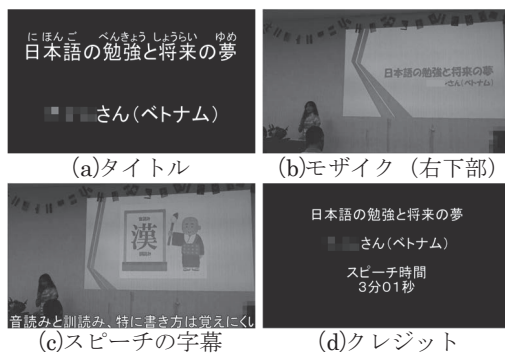 にほんご べんきょう しょうらい ゆめ
日本語の勉強と将来の夢
さん(ベトナム)
(a)タイトル
日本語の勉強と将来の夢
さん(ベトナム)
(b)モザイク（右下部）
漢
音読みと訓読み、特に書き方は覚えにくい
(c)スピーチの字幕
日本語の勉強と将来の夢
さん(ベトナム)
スピーチ時間
3分01秒
(d)クレジット